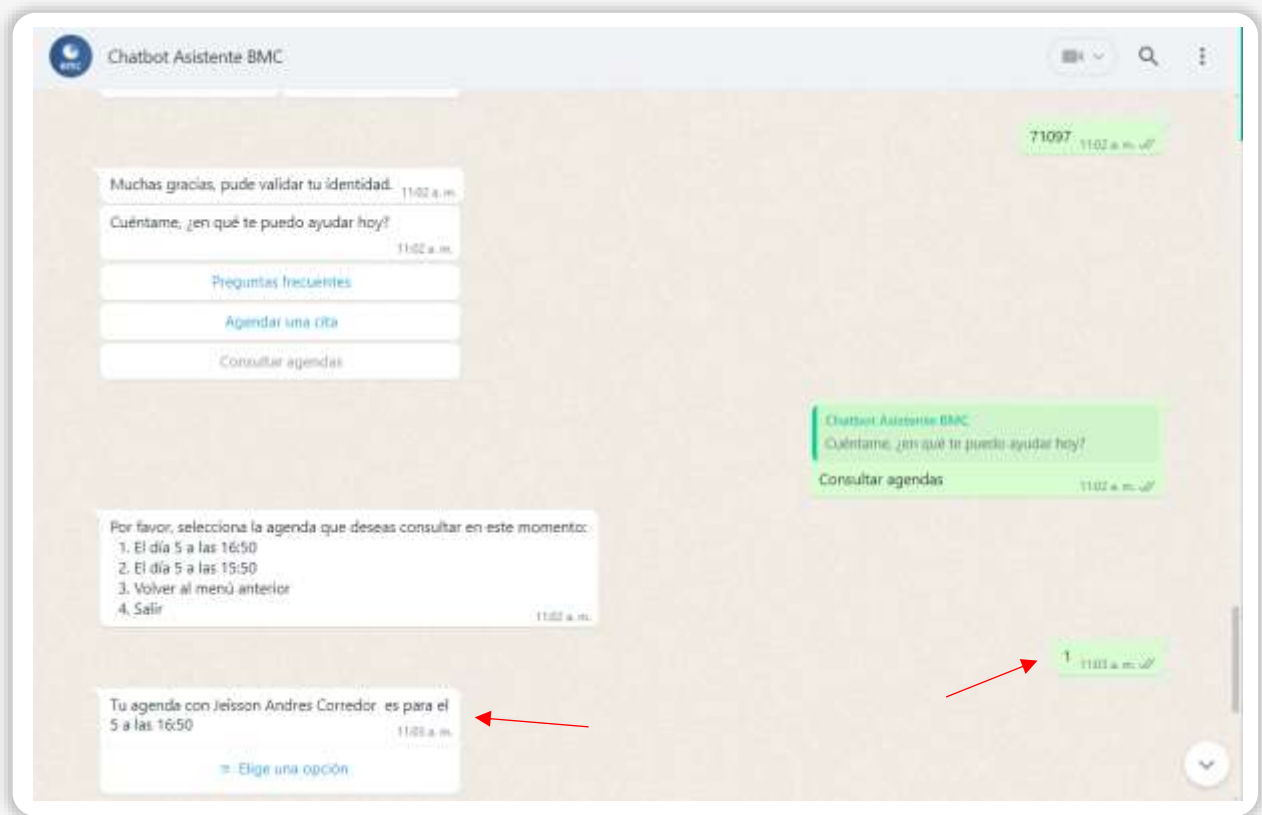 Chatbot Asistente BMC
BMC
71097 11:02 a. m.
Muchas gracias, pude validar tu identidad. 11:02 a. m.
Cuéntame, ¿en qué te puedo ayudar hoy?
11:02 a. m.
Preguntas frecuentes
Agendar una cita
Consultar agendas
Chatbot Asistente BMC
Cuéntame, ¿en qué te puedo ayudar hoy?
Consultar agendas 11:02 a. m.
Por favor, selecciona la agenda que deseas consultar en este momento:
1. El día 5 a las 16:50
2. El día 5 a las 15:50
3. Volver al menú anterior
4. Salir
11:02 a. m.
1 11:03 a. m.
Tu agenda con Jeisson Andres Corredor es para el
5 a las 16:50 11:03 a. m.
Elige una opción